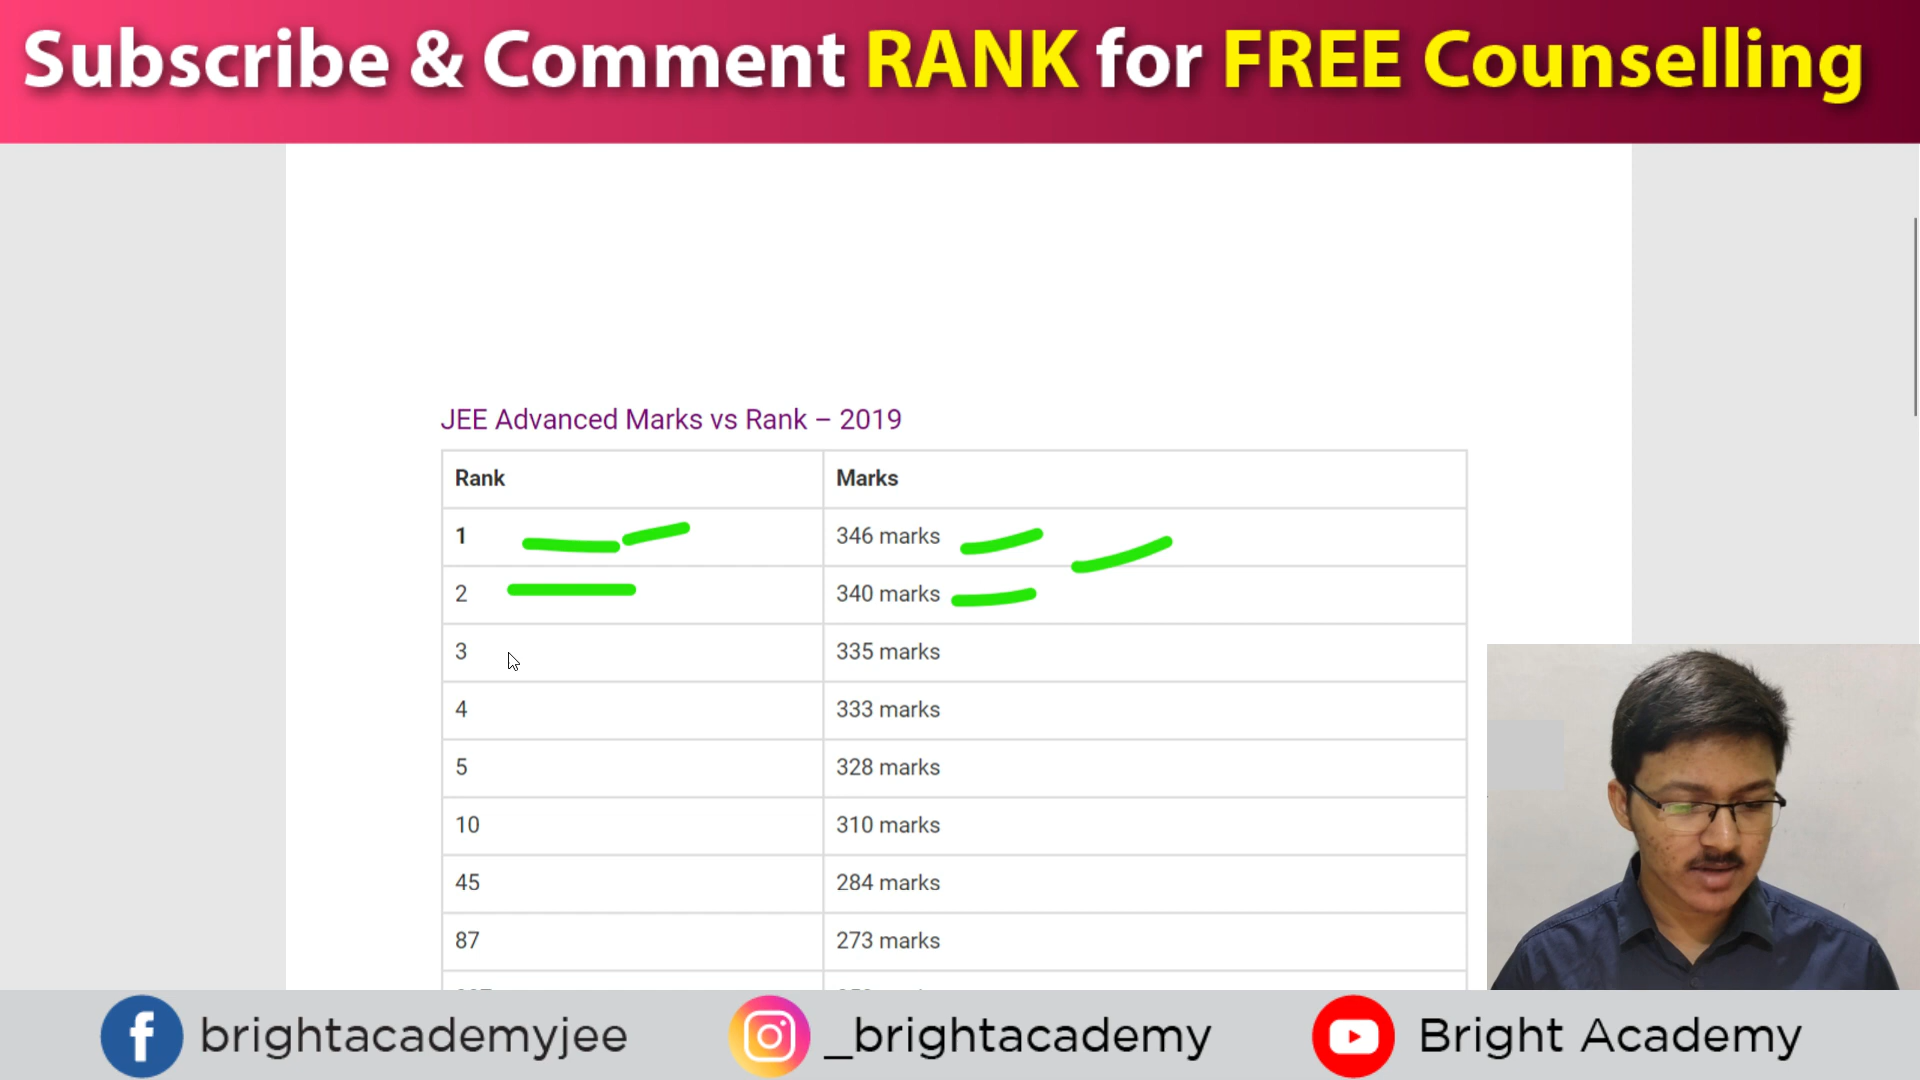 Subscribe & Comment RANK for FREE Counselling
JEE Advanced Marks vs Rank – 2019
Rank Marks
1 346 marks
2 340 marks
3 335 marks
4 333 marks
5 328 marks
10 310 marks
45 284 marks
87 273 marks
brightacademyjee _brightacademy Bright Academy